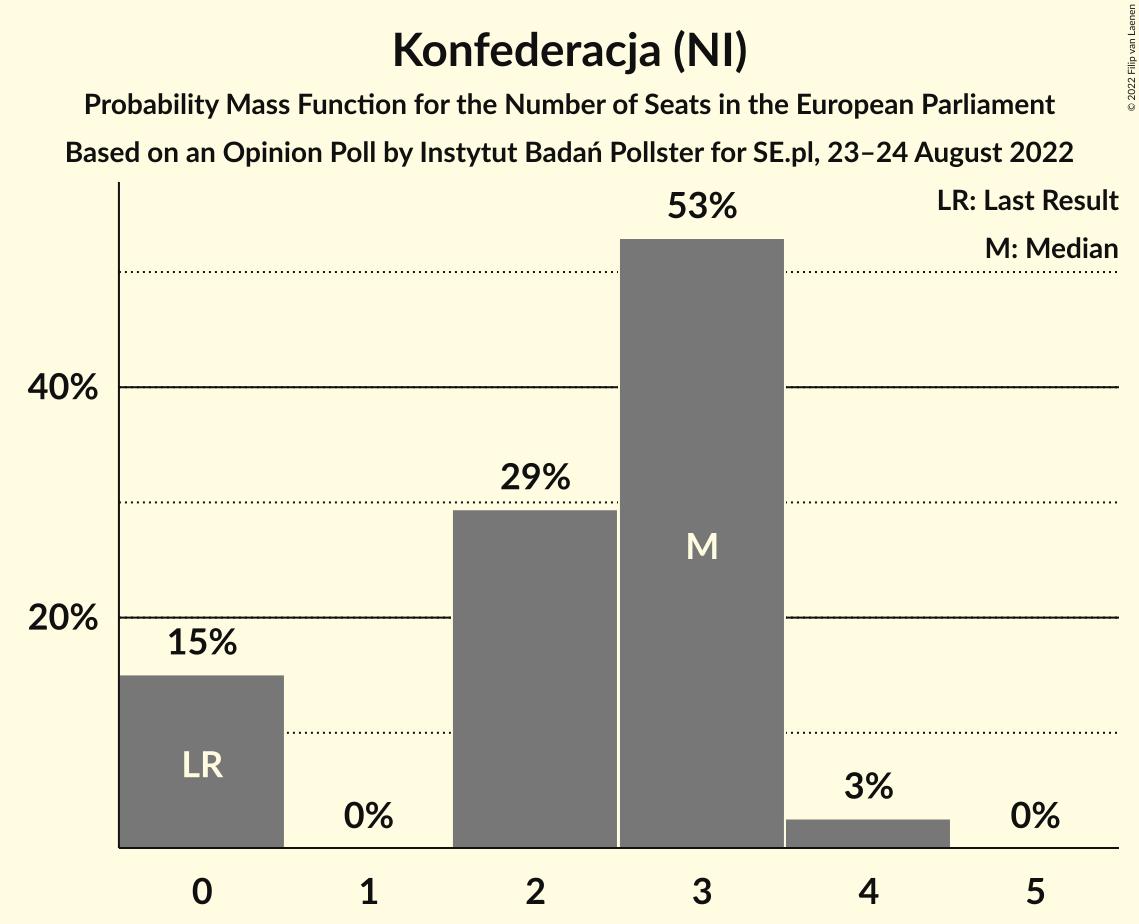 Konfederacja (NI)
Probability Mass Function for the Number of Seats in the European Parliament
Based on an Opinion Poll by Instytut Badań Pollster for SE.pl, 23–24 August 2022
© 2022 Filip van Laenen
LR: Last Result
M: Median
53%
40%
29%
M
20%
15%
LR
0%
3%
0%
0 1 2 3 4 5